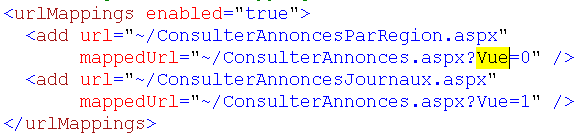 <urlMappings enabled="true">
<add url="~/ConsulterAnnoncesParRegion.aspx"
mappedUrl="~/ConsulterAnnonces.aspx?Vue=0" />
<add url="~/ConsulterAnnoncesJournaux.aspx"
mappedUrl="~/ConsulterAnnonces.aspx?Vue=1" />
</urlMappings>